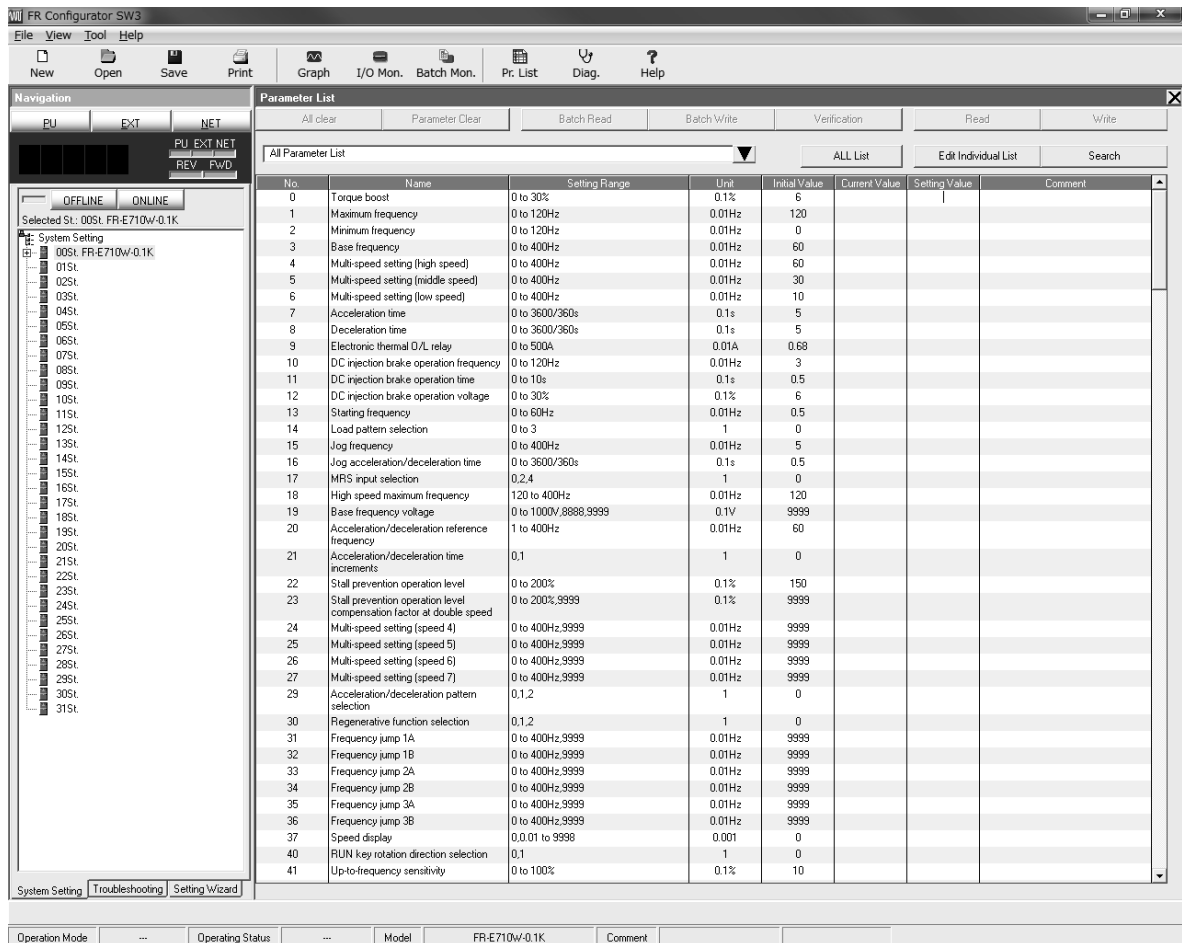 FR Configurator SW3
File View Tool Help
New Open Save Print Graph I/O Mon. Batch Mon. Pr. List Diag. Help
Navigation
PU EXT NET
PU EXT NET
REV FWD
OFFLINE ONLINE
Selected St.: 00St. FR-E710W-0.1K
System Setting
00St. FR-E710W-0.1K
01St.
02St.
03St.
04St.
05St.
06St.
07St.
08St.
09St.
10St.
11St.
12St.
13St.
14St.
15St.
16St.
17St.
18St.
19St.
20St.
21St.
22St.
23St.
24St.
25St.
26St.
27St.
28St.
29St.
30St.
31St.
System Setting Troubleshooting Setting Wizard
Parameter List
All clear Parameter Clear Batch Read Batch Write Verification Read Write
All Parameter List ALL List Edit Individual List Search
No. Name Setting Range Unit Initial Value Current Value Setting Value Comment
0 Torque boost 0 to 30% 0.1% 6
1 Maximum frequency 0 to 120Hz 0.01Hz 120
2 Minimum frequency 0 to 120Hz 0.01Hz 0
3 Base frequency 0 to 400Hz 0.01Hz 60
4 Multi-speed setting (high speed) 0 to 400Hz 0.01Hz 60
5 Multi-speed setting (middle speed) 0 to 400Hz 0.01Hz 30
6 Multi-speed setting (low speed) 0 to 400Hz 0.01Hz 10
7 Acceleration time 0 to 3600/360s 0.1s 5
8 Deceleration time 0 to 3600/360s 0.1s 5
9 Electronic thermal O/L relay 0 to 500A 0.01A 0.68
10 DC injection brake operation frequency 0 to 120Hz 0.01Hz 3
11 DC injection brake operation time 0 to 10s 0.1s 0.5
12 DC injection brake operation voltage 0 to 30% 0.1% 6
13 Starting frequency 0 to 60Hz 0.01Hz 0.5
14 Load pattern selection 0 to 3 1 0
15 Jog frequency 0 to 400Hz 0.01Hz 5
16 Jog acceleration/deceleration time 0 to 3600/360s 0.1s 0.5
17 MRS input selection 0,2,4 1 0
18 High speed maximum frequency 120 to 400Hz 0.01Hz 120
19 Base frequency voltage 0 to 1000V,8888,9999 0.1V 9999
20 Acceleration/deceleration reference 1 to 400Hz 0.01Hz 60
frequency
21 Acceleration/deceleration time 0,1 1 0
increments
22 Stall prevention operation level 0 to 200% 0.1% 150
23 Stall prevention operation level 0 to 200%,9999 0.1% 9999
compensation factor at double speed
24 Multi-speed setting (speed 4) 0 to 400Hz,9999 0.01Hz 9999
25 Multi-speed setting (speed 5) 0 to 400Hz,9999 0.01Hz 9999
26 Multi-speed setting (speed 6) 0 to 400Hz,9999 0.01Hz 9999
27 Multi-speed setting (speed 7) 0 to 400Hz,9999 0.01Hz 9999
29 Acceleration/deceleration pattern 0,1,2 1 0
selection
30 Regenerative function selection 0,1,2 1 0
31 Frequency jump 1A 0 to 400Hz,9999 0.01Hz 9999
32 Frequency jump 1B 0 to 400Hz,9999 0.01Hz 9999
33 Frequency jump 2A 0 to 400Hz,9999 0.01Hz 9999
34 Frequency jump 2B 0 to 400Hz,9999 0.01Hz 9999
35 Frequency jump 3A 0 to 400Hz,9999 0.01Hz 9999
36 Frequency jump 3B 0 to 400Hz,9999 0.01Hz 9999
37 Speed display 0,0.01 to 9998 0.001 0
40 RUN key rotation direction selection 0,1 1 0
41 Up-to-frequency sensitivity 0 to 100% 0.1% 10
Operation Mode --- Operating Status --- Model FR-E710W-0.1K Comment